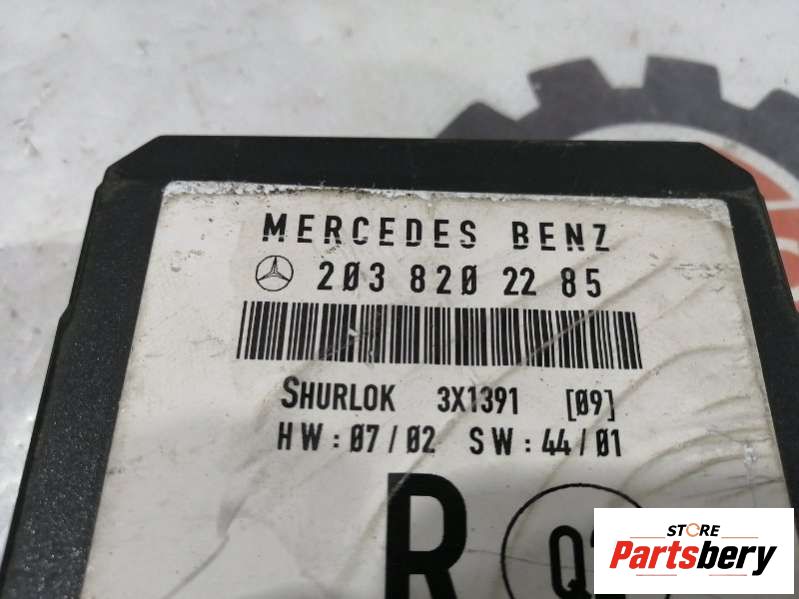 MERCEDES BENZ
203 820 22 85
SHURLOK 3X1391 [09]
HW:07/02 SW:44/01
R
STORE
Partsbery